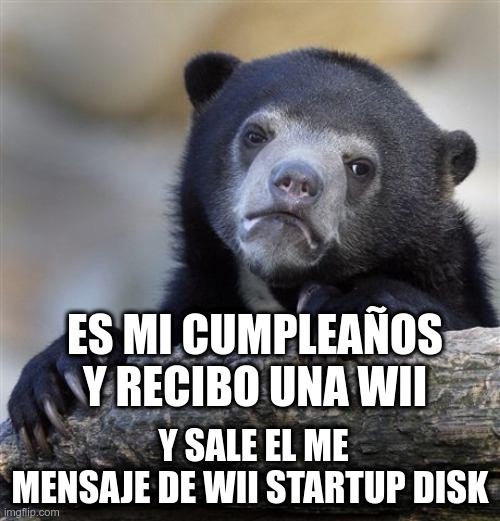 ES MI CUMPLEAÑOS
Y RECIBO UNA WII
Y SALE EL ME
MENSAJE DE WII STARTUP DISK
imgflip.com